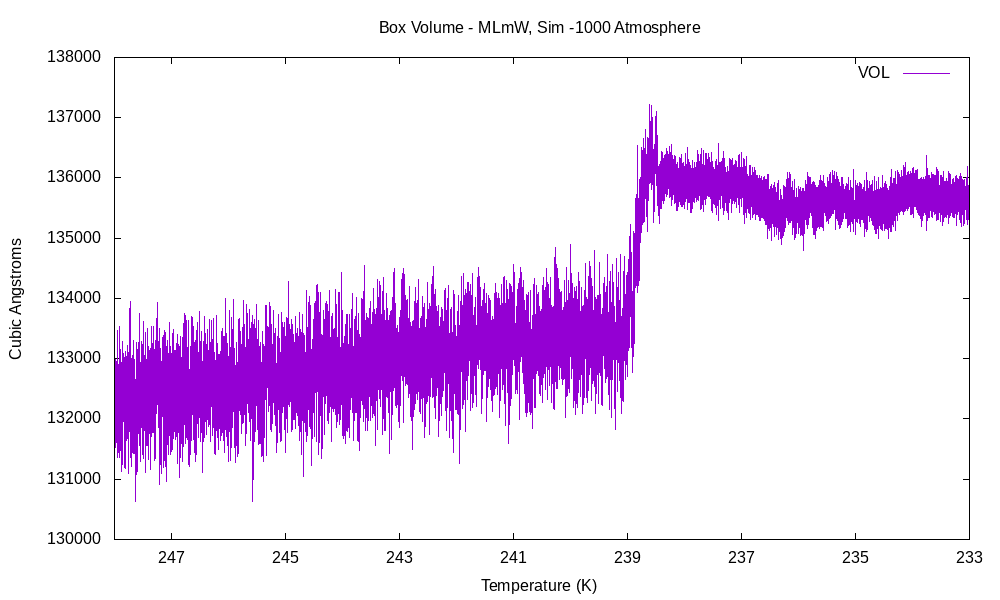 Box Volume - MLmW, Sim -1000 Atmosphere
138000
VOL
137000
136000
135000
134000
133000
132000
131000
130000
Cubic Angstroms
247 245 243 241 239 237 235 233
Temperature (K)